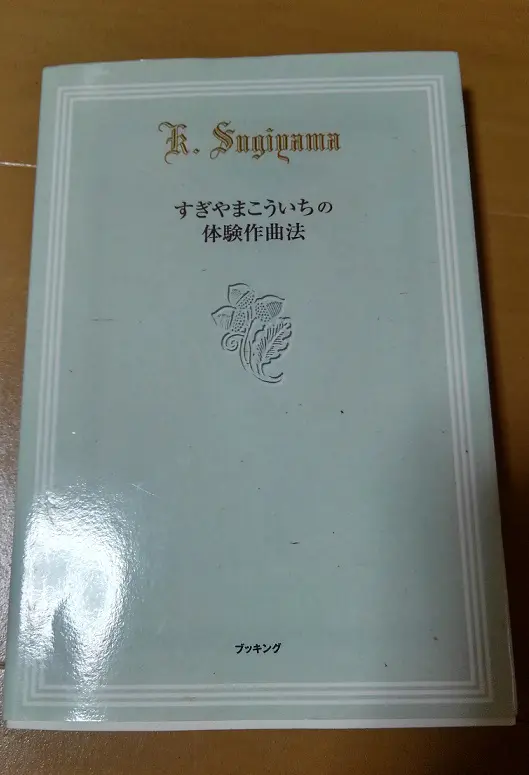 K. Sugiyama
すぎやまこういちの
体験作曲法
ブッキング